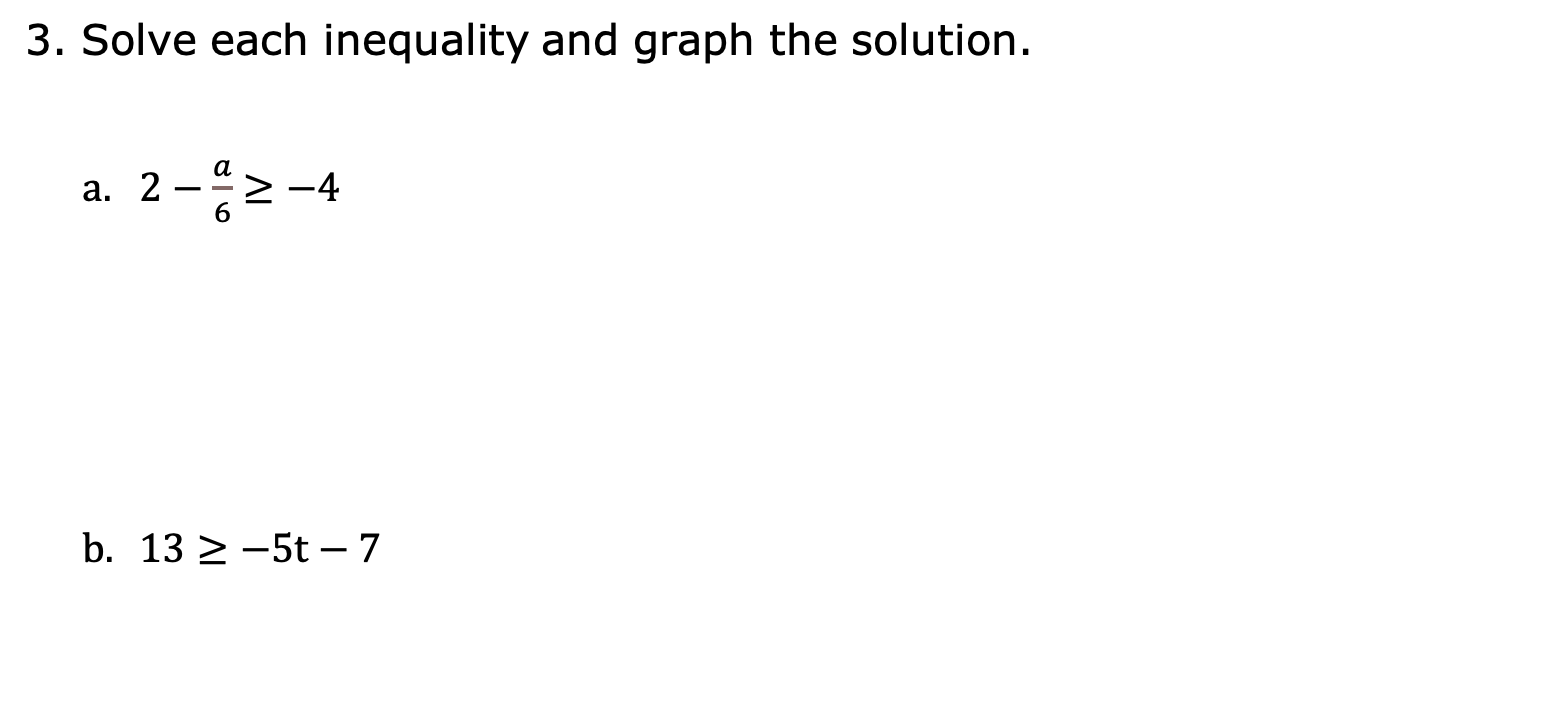 3. Solve each inequality and graph the solution.
a. 2 − a/6 ≥ −4
b. 13 ≥ −5t − 7